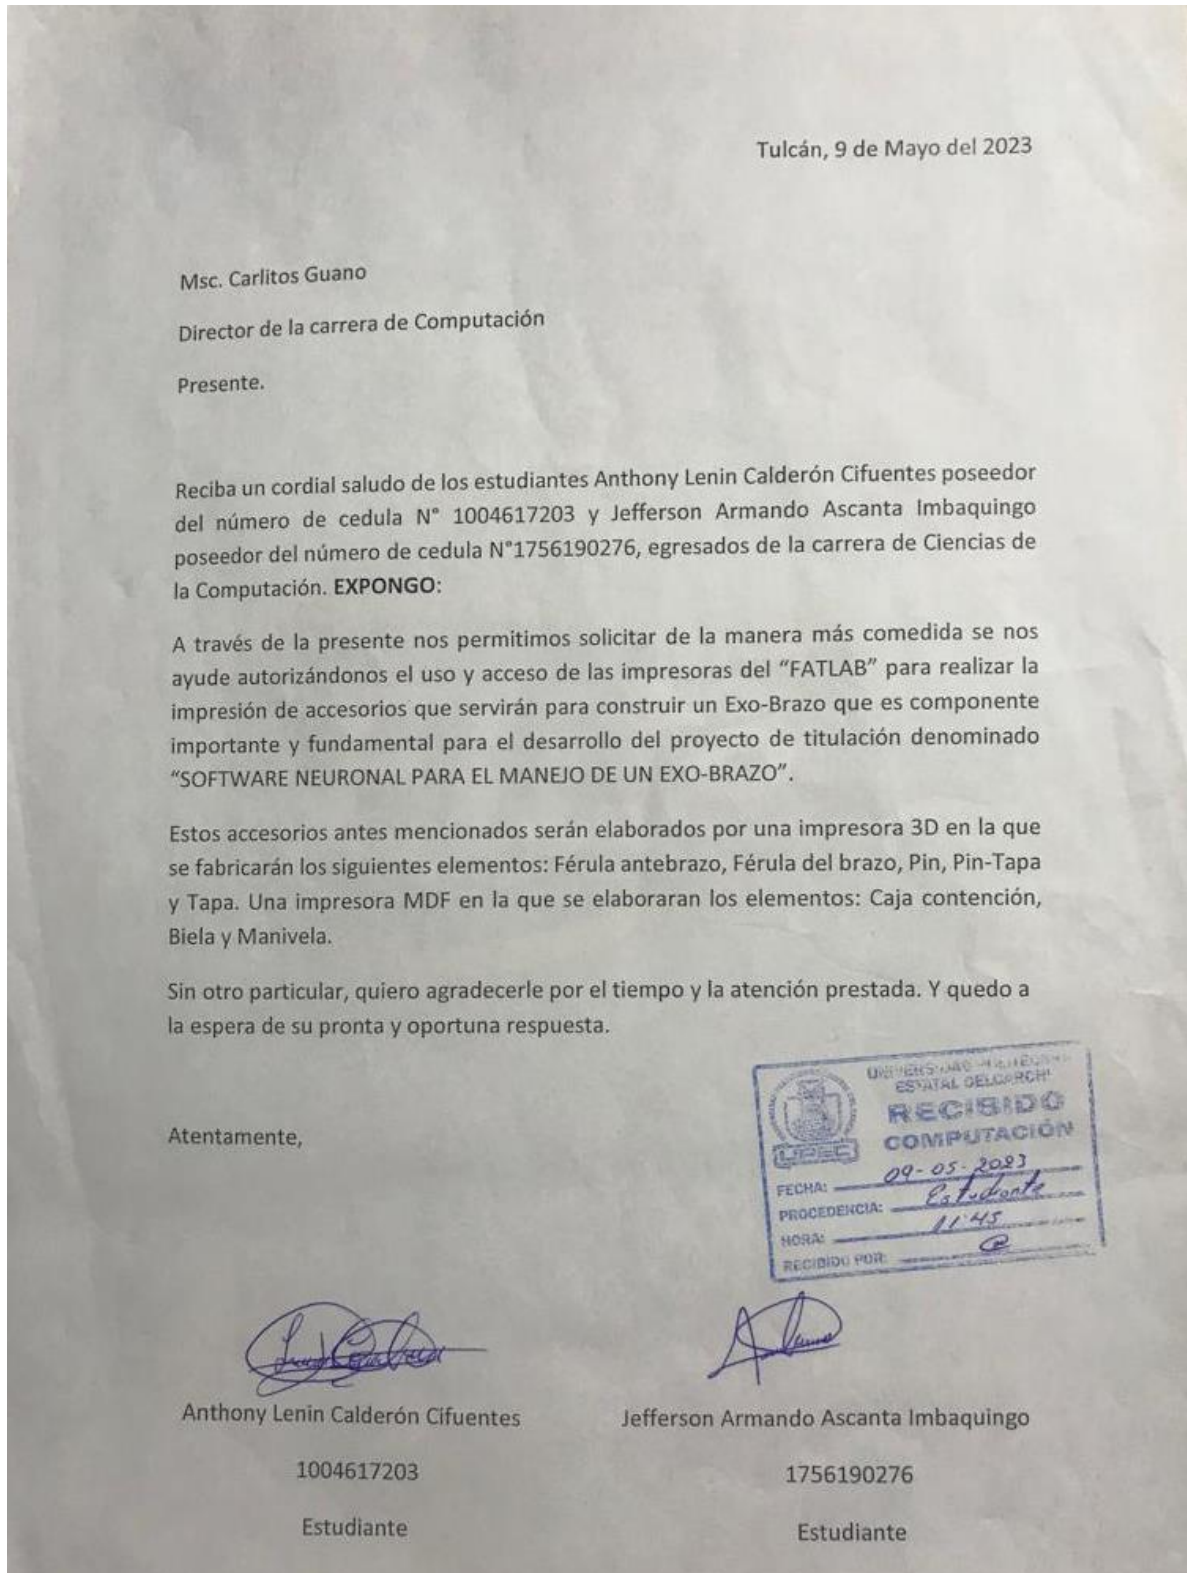 Tulcán, 9 de Mayo del 2023
Msc. Carlitos Guano
Director de la carrera de Computación
Presente.
Reciba un cordial saludo de los estudiantes Anthony Lenin Calderón Cifuentes poseedor
del número de cedula N° 1004617203 y Jefferson Armando Ascanta Imbaquingo
poseedor del número de cedula N°1756190276, egresados de la carrera de Ciencias de
la Computación. EXPONGO:
A través de la presente nos permitimos solicitar de la manera más comedida se nos
ayude autorizándonos el uso y acceso de las impresoras del “FATLAB” para realizar la
impresión de accesorios que servirán para construir un Exo-Brazo que es componente
importante y fundamental para el desarrollo del proyecto de titulación denominado
“SOFTWARE NEURONAL PARA EL MANEJO DE UN EXO-BRAZO”.
Estos accesorios antes mencionados serán elaborados por una impresora 3D en la que
se fabricarán los siguientes elementos: Férula antebrazo, Férula del brazo, Pin, Pin-Tapa
y Tapa. Una impresora MDF en la que se elaboraran los elementos: Caja contención,
Biela y Manivela.
Sin otro particular, quiero agradecerle por el tiempo y la atención prestada. Y quedo a
la espera de su pronta y oportuna respuesta.
UNIVERSIDAD POLITECNICA
ESTATAL DEL CARCHI
RECIBIDO
COMPUTACIÓN
UPEC
FECHA: 09-05-2023
PROCEDENCIA: Estudiante
HORA: 11:45
RECIBIDO POR:
Atentamente,
Anthony Lenin Calderón Cifuentes
Jefferson Armando Ascanta Imbaquingo
1004617203
1756190276
Estudiante
Estudiante